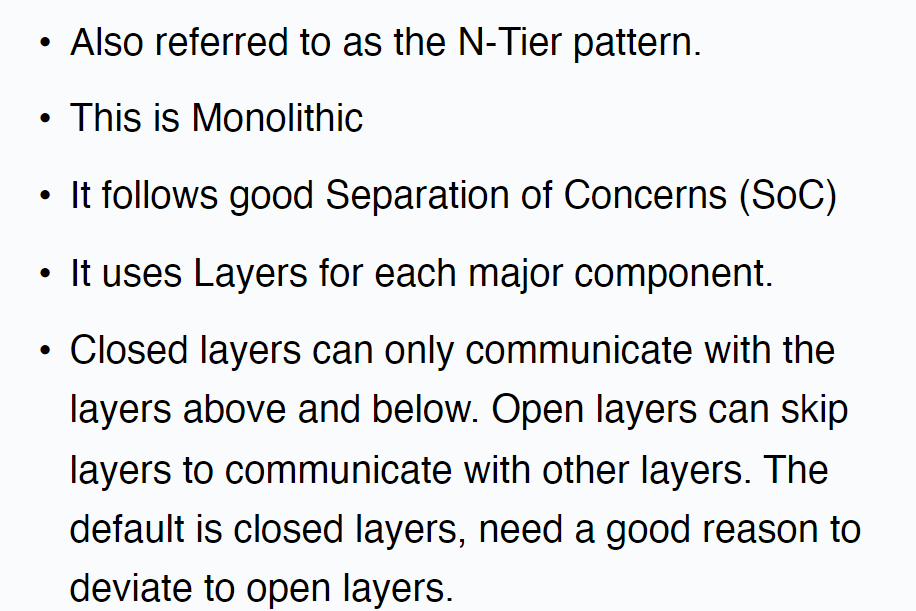 • Also referred to as the N-Tier pattern.
• This is Monolithic
• It follows good Separation of Concerns (SoC)
• It uses Layers for each major component.
• Closed layers can only communicate with the
layers above and below. Open layers can skip
layers to communicate with other layers. The
default is closed layers, need a good reason to
deviate to open layers.